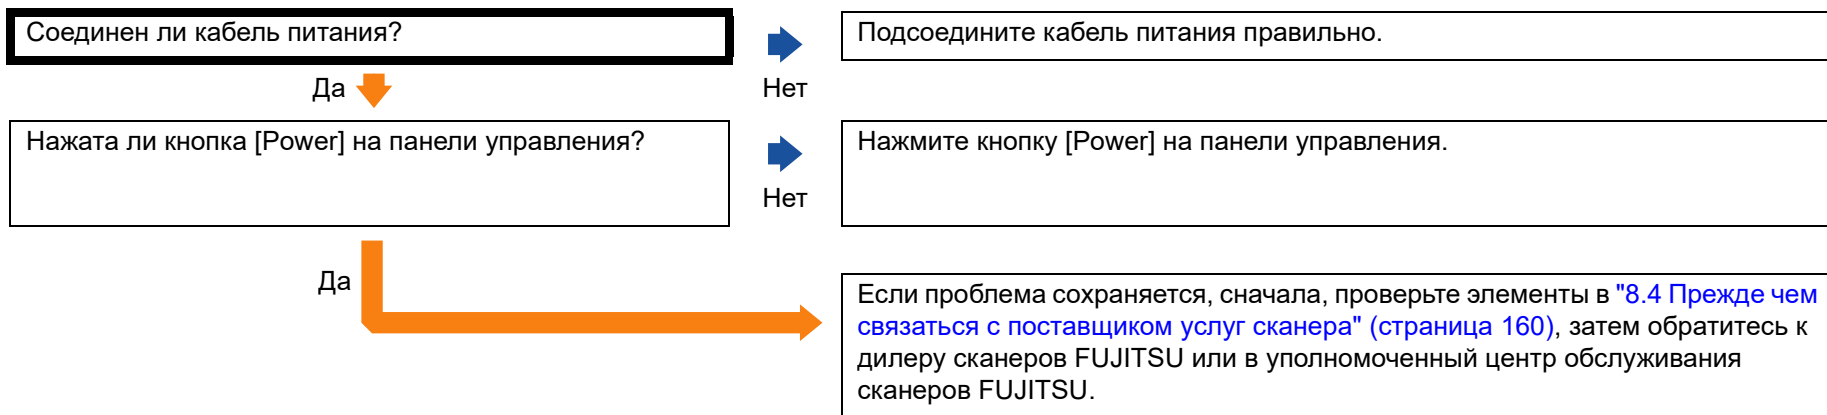 Соединен ли кабель питания?
Подсоедините кабель питания правильно.
Да
Нет
Нажата ли кнопка [Power] на панели управления?
Нажмите кнопку [Power] на панели управления.
Нет
Да
Если проблема сохраняется, сначала, проверьте элементы в "8.4 Прежде чем
связаться с поставщиком услуг сканера" (страница 160), затем обратитесь к
дилеру сканеров FUJITSU или в уполномоченный центр обслуживания
сканеров FUJITSU.